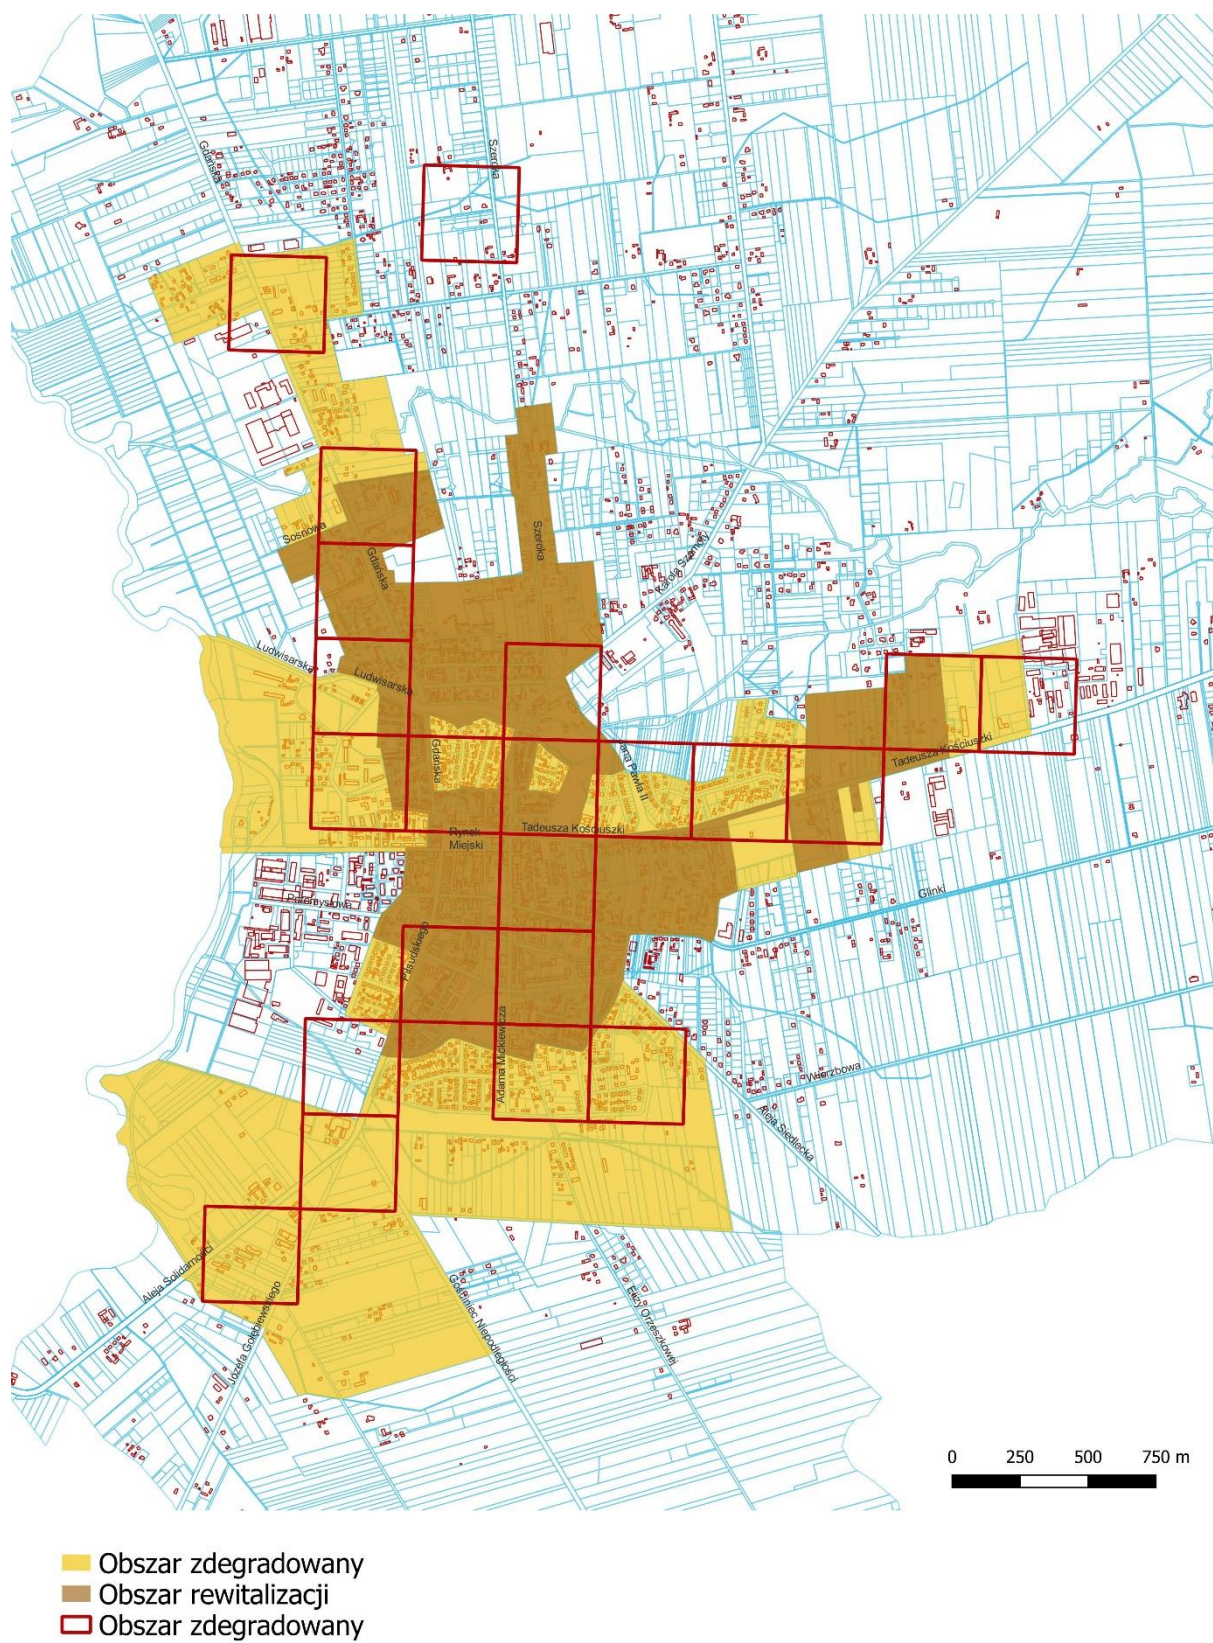 Gdańska
Szeroka
Sosnowa
Gdańska
Szeroka
Karola Szarnory
Ludwisarska
Ludwisarska
Gdańska
Jana Pawła II
Tadeusza Kościuszki
Rynek
Miejski
Tadeusza Kościuszki
Przemysłowa
Glinki
Piłsudskiego
Adama Mickiewicza
Wierzbowa
Aleja Siedlecka
Aleja Solidarności
Józefa Gołębiewskiego
Gościniec Niepodległości
Elizy Orzeszkowej
0 250 500 750 m
Obszar zdegradowany
Obszar rewitalizacji
Obszar zdegradowany